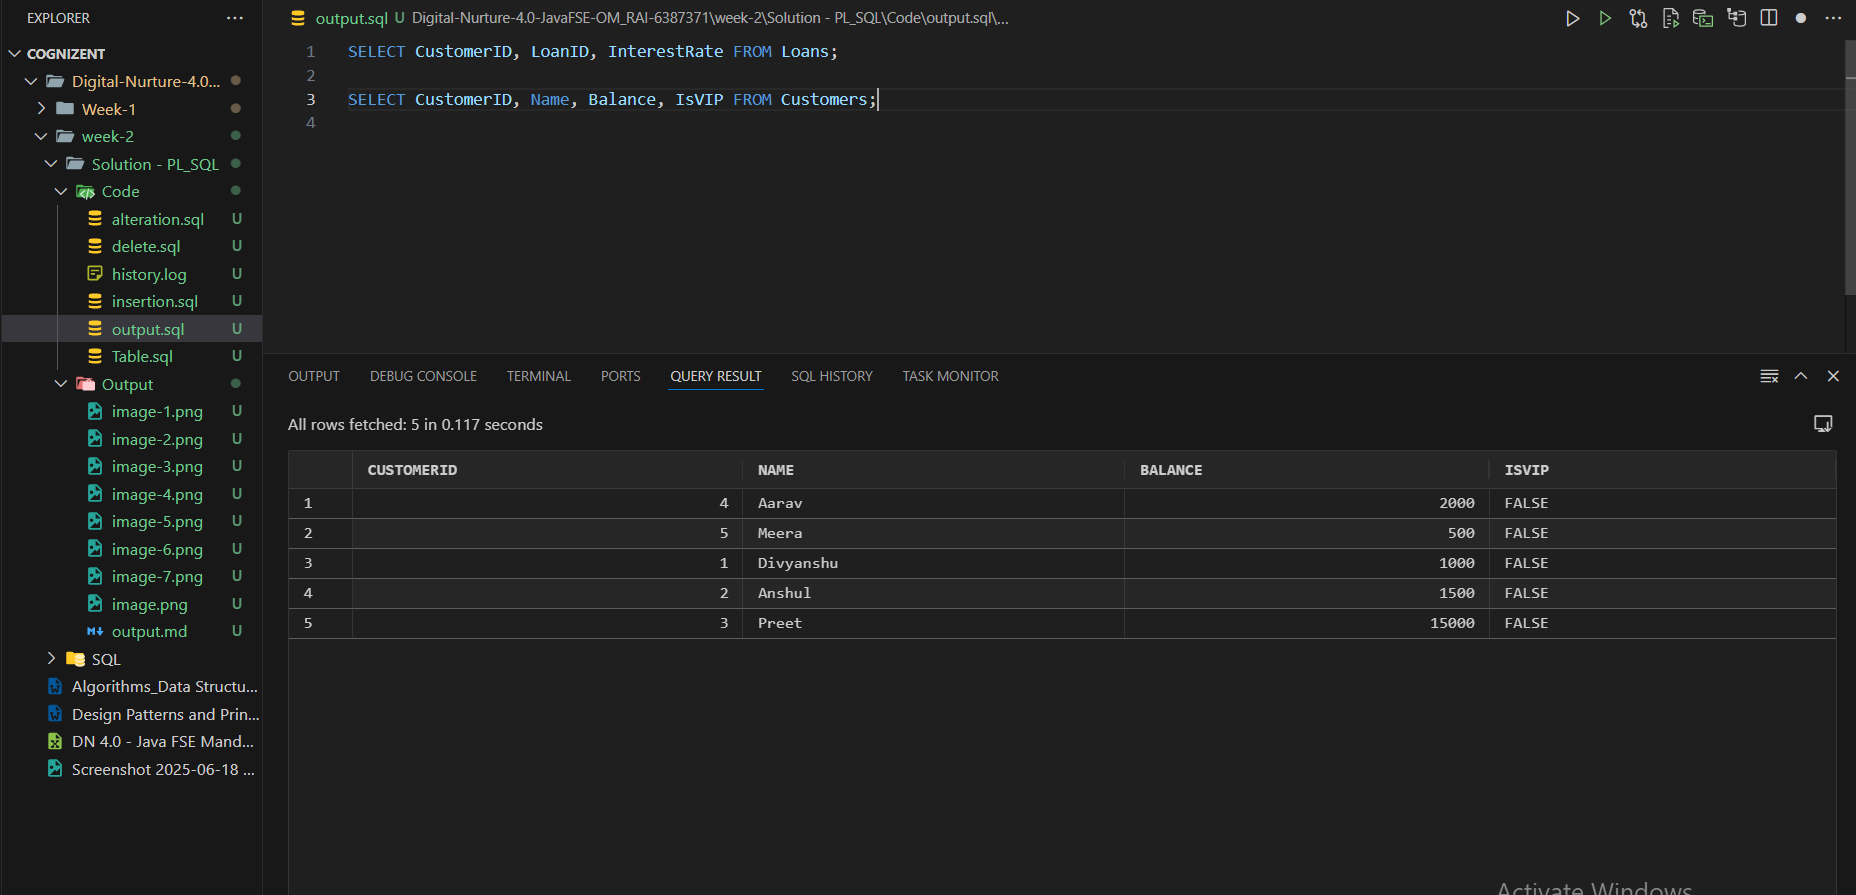 EXPLORER ...
COGNIZENT
Digital-Nurture-4.0...
Week-1
week-2
Solution - PL_SQL
Code
alteration.sql U
delete.sql U
history.log U
insertion.sql U
output.sql U
Table.sql U
Output
image-1.png U
image-2.png U
image-3.png U
image-4.png U
image-5.png U
image-6.png U
image-7.png U
image.png U
output.md U
SQL
Algorithms_Data Structu...
Design Patterns and Prin...
DN 4.0 - Java FSE Mand...
Screenshot 2025-06-18 ...
output.sql U Digital-Nurture-4.0-JavaFSE-OM_RAI-6387371\week-2\Solution - PL_SQL\Code\output.sql\...
1 SELECT CustomerID, LoanID, InterestRate FROM Loans;
2
3 SELECT CustomerID, Name, Balance, IsVIP FROM Customers;
4
OUTPUT DEBUG CONSOLE TERMINAL PORTS QUERY RESULT SQL HISTORY TASK MONITOR
All rows fetched: 5 in 0.117 seconds
CUSTOMERID NAME BALANCE ISVIP
1 4 Aarav 2000 FALSE
2 5 Meera 500 FALSE
3 1 Divyanshu 1000 FALSE
4 2 Anshul 1500 FALSE
5 3 Preet 15000 FALSE
Activate Windows